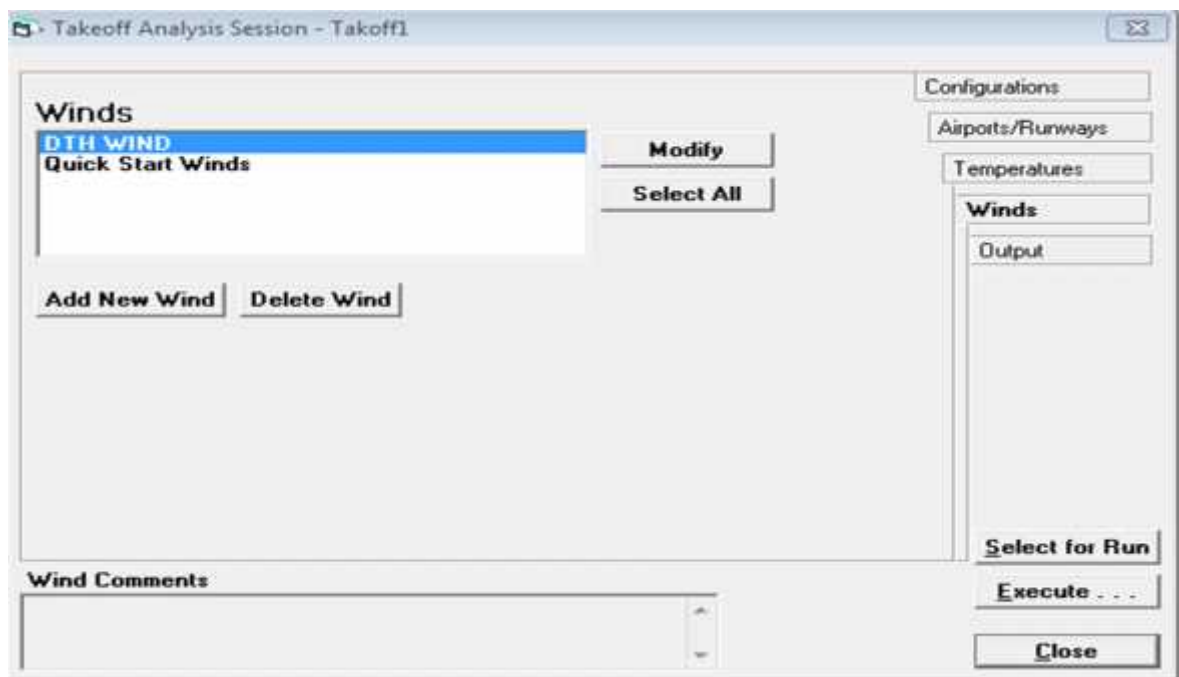 Takeoff Analysis Session - Takoff1
Configurations
Airports/Runways
Temperatures
Winds
Output
Winds
DTH WIND
Quick Start Winds
Modify
Select All
Add New Wind
Delete Wind
Select for Run
Wind Comments
Execute . . .
Close